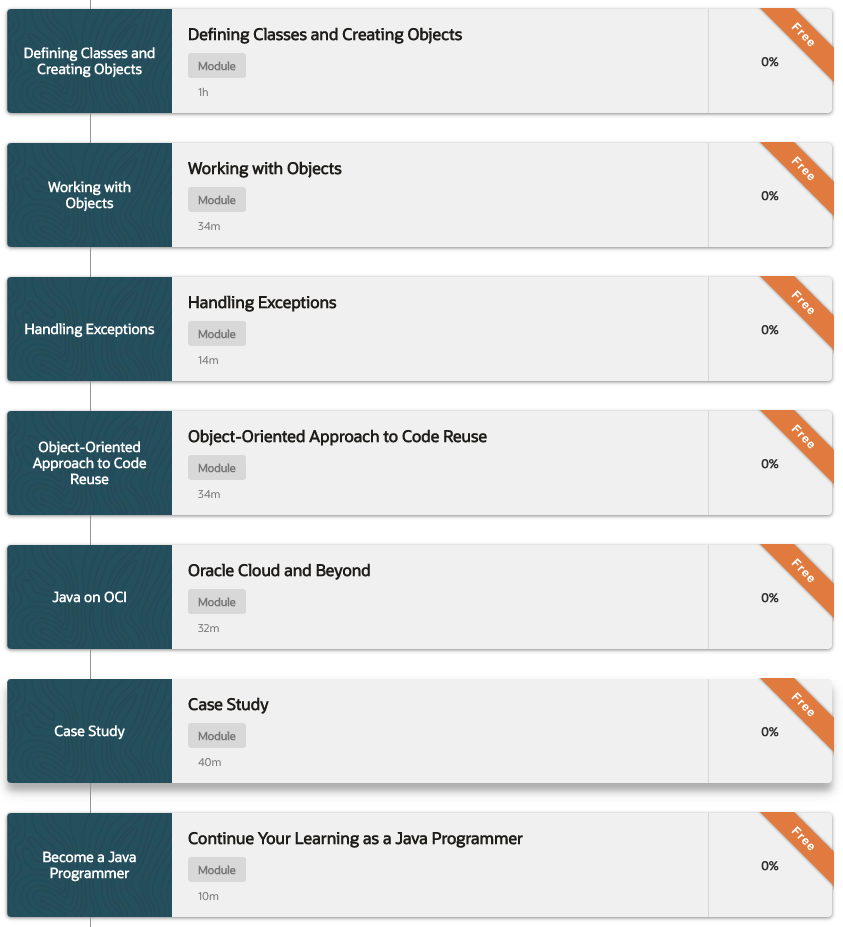 Defining Classes and
Creating Objects
Defining Classes and Creating Objects
Module
1h
0%
Free
Working with
Objects
Working with Objects
Module
34m
0%
Free
Handling Exceptions
Handling Exceptions
Module
14m
0%
Free
Object-Oriented
Approach to Code
Reuse
Object-Oriented Approach to Code Reuse
Module
34m
0%
Free
Java on OCI
Oracle Cloud and Beyond
Module
32m
0%
Free
Case Study
Case Study
Module
40m
0%
Free
Become a Java
Programmer
Continue Your Learning as a Java Programmer
Module
10m
0%
Free